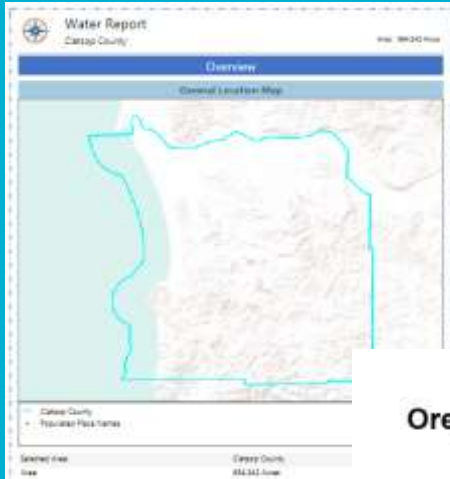 Water Report
Clatsop County
Overview
General Location Map
Clatsop County
Populated Place Names
Selected Area
Clatsop County
Area
Ore